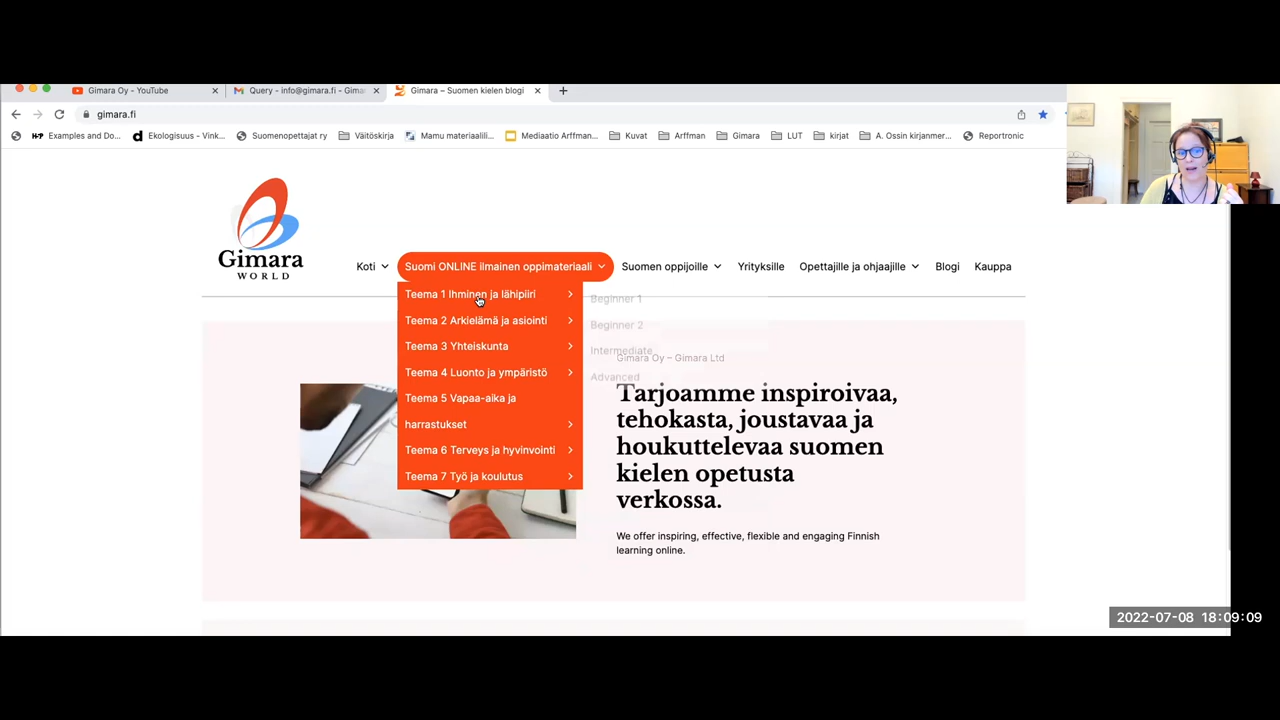 Gimara Oy - YouTube
Query - info@gimara.fi - Gimar
Gimara – Suomen kielen blogi
gimara.fi
Examples and Do...
Ekologisuus - Vink...
Suomenopettajat ry
Väitöskirja
Mamu materiaalili...
Mediaatio Arffman...
Kuvat
Arffman
Gimara
LUT
kirjat
A. Ossin kirjanmer...
Reportronic
Gimara
WORLD
Koti
Suomi ONLINE ilmainen oppimateriaali
Suomen oppijoille
Yrityksille
Opettajille ja ohjaajille
Blogi
Kauppa
Teema 1 Ihminen ja lähipiiri
Teema 2 Arkielämä ja asiointi
Teema 3 Yhteiskunta
Teema 4 Luonto ja ympäristö
Teema 5 Vapaa-aika ja
harrastukset
Teema 6 Terveys ja hyvinvointi
Teema 7 Työ ja koulutus
Beginner 1
Beginner 2
Intermediate
Advanced
Gimara Oy – Gimara Ltd
Tarjoamme inspiroivaa,
tehokasta, joustavaa ja
houkuttelevaa suomen
kielen opetusta
verkossa.
We offer inspiring, effective, flexible and engaging Finnish
learning online.
2022-07-08 18:09:09